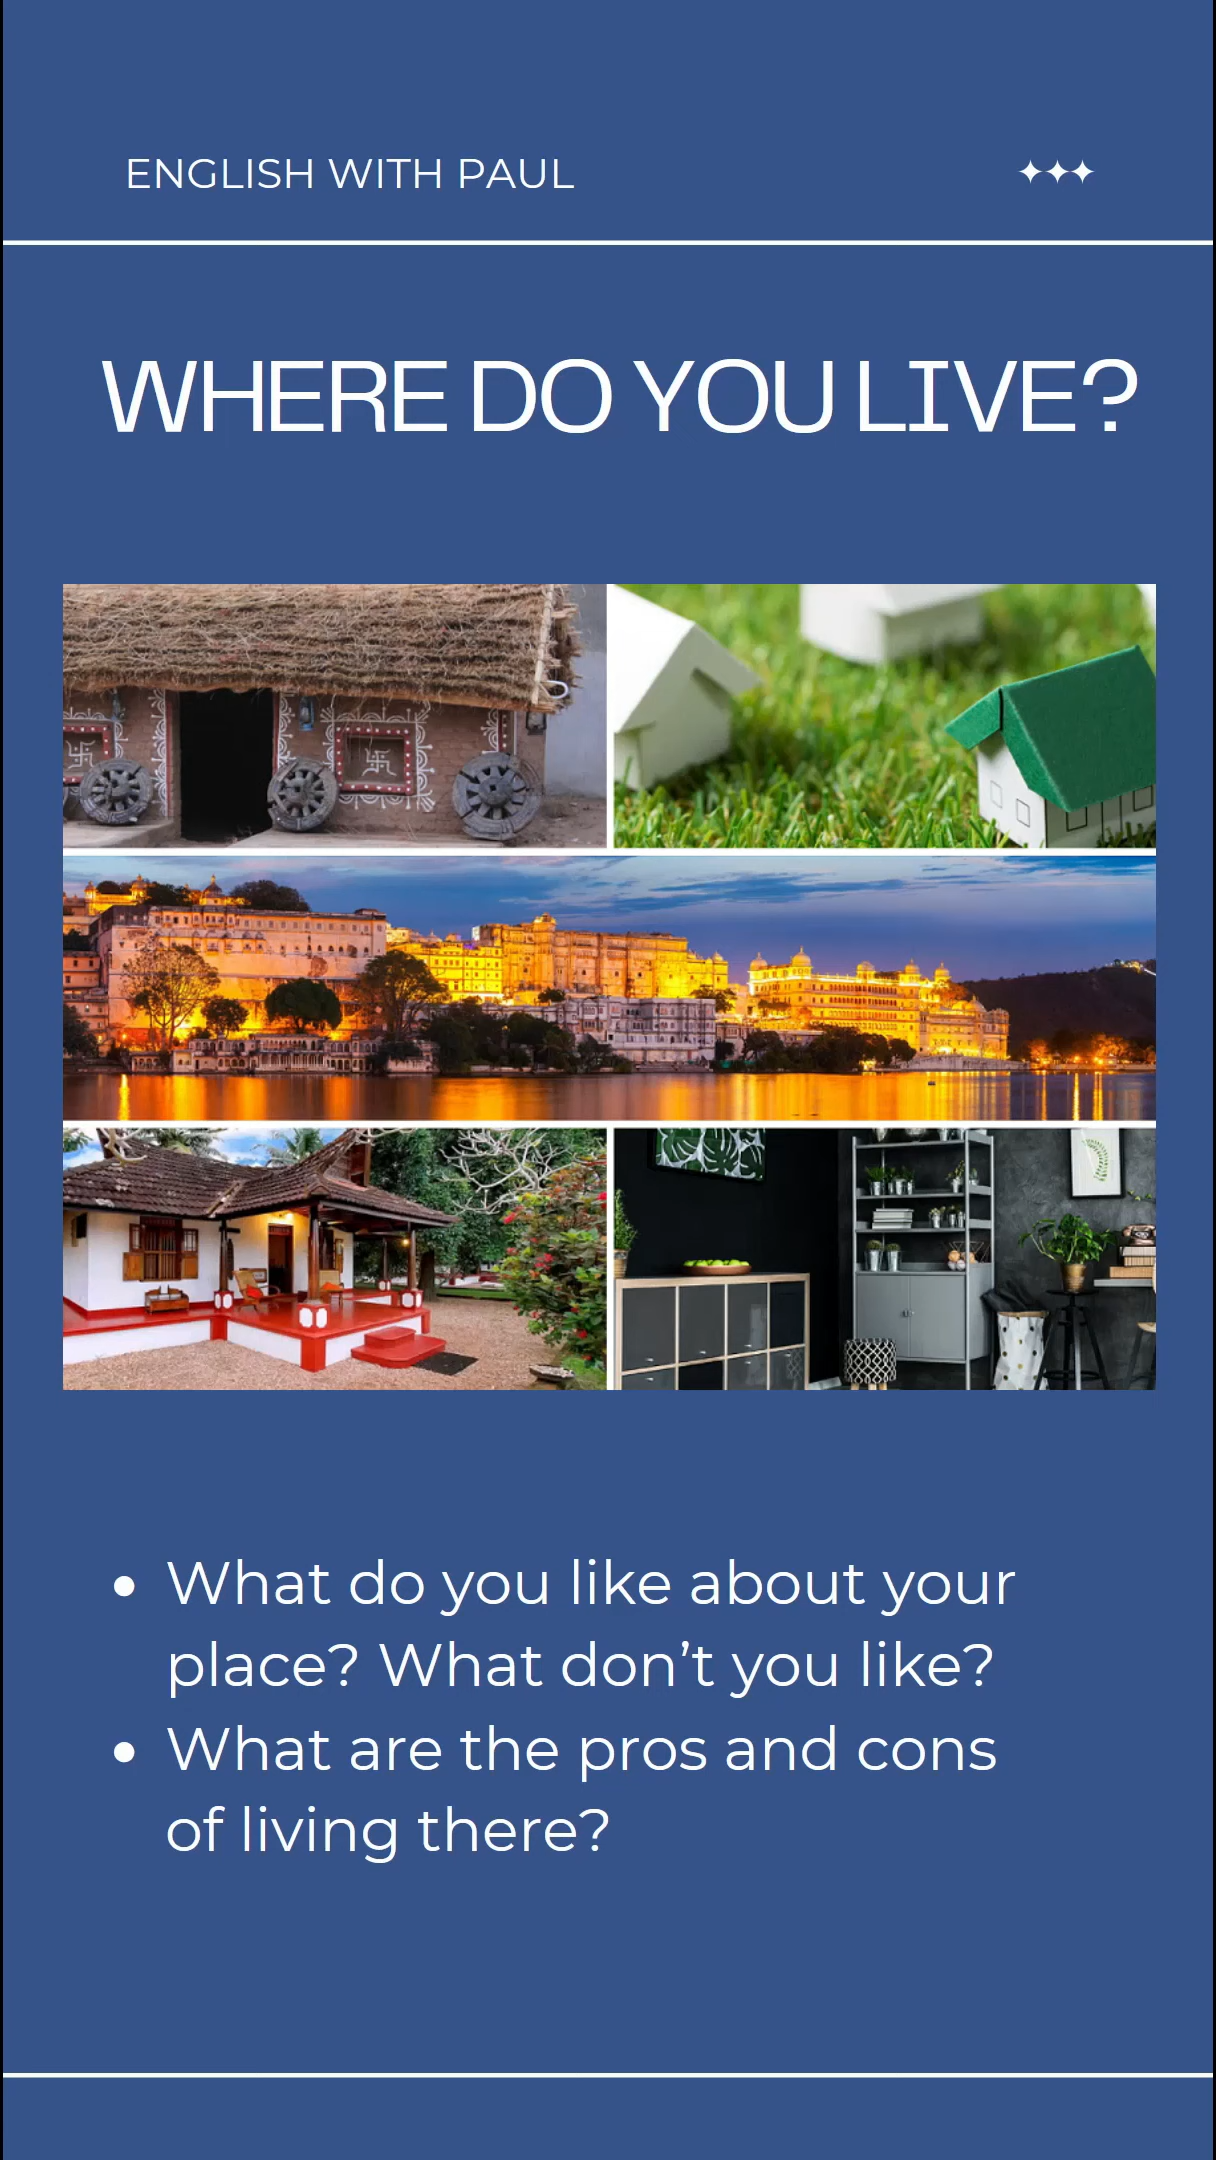 ENGLISH WITH PAUL
WHERE DO YOU LIVE?
• What do you like about your
place? What don’t you like?
• What are the pros and cons
of living there?